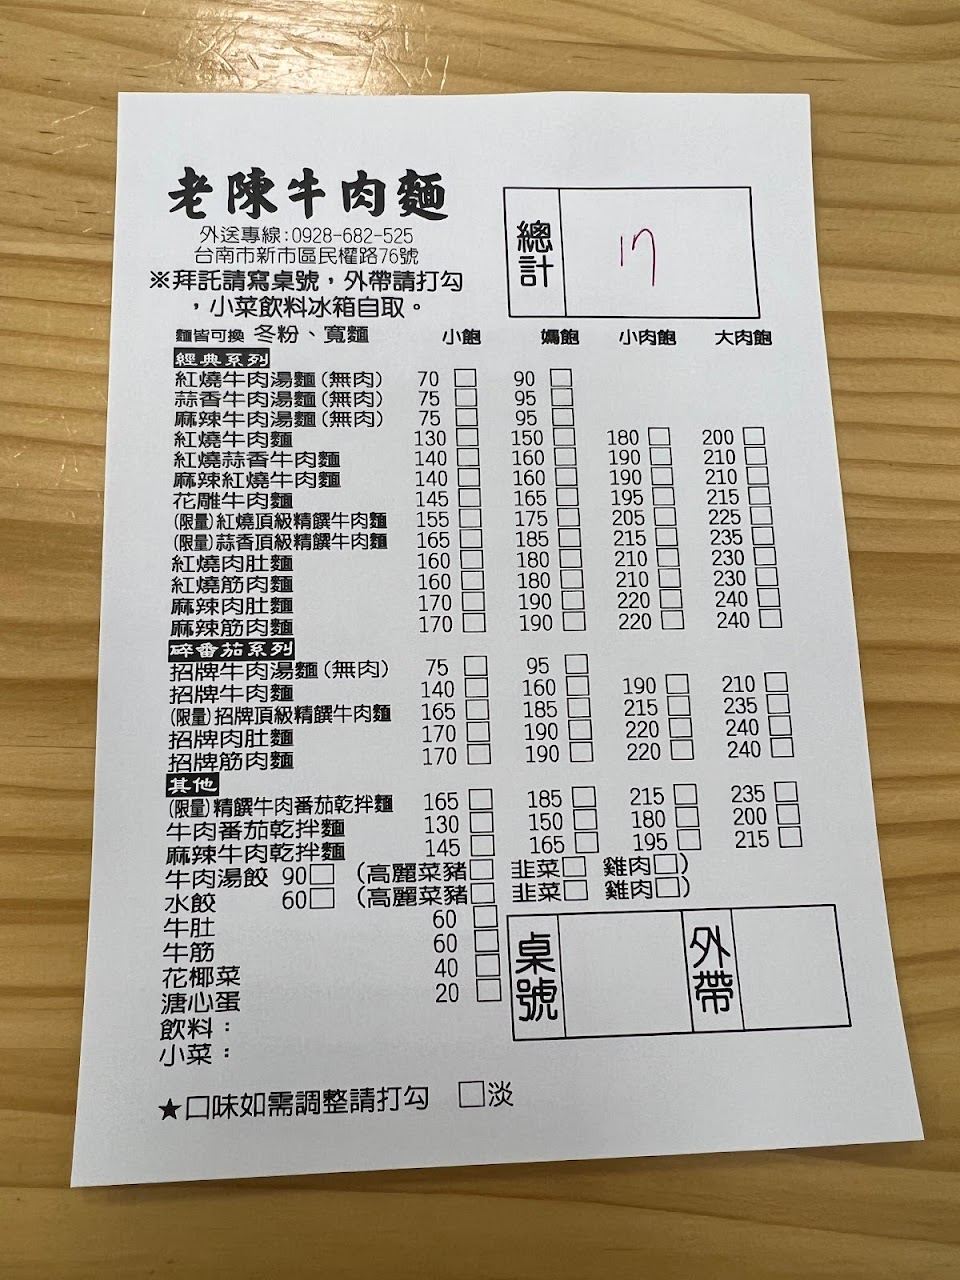 老陳牛肉麵
外送專線:0928-682-525
台南市新市區民權路76號
※拜託請寫桌號，外帶請打勾
，小菜飲料冰箱自取。
總計 17
麵皆可換 冬粉、寬麵 小飽 媽飽 小肉飽 大肉飽
經典系列
紅燒牛肉湯麵(無肉) 70 □ 90 □
蒜香牛肉湯麵(無肉) 75 □ 95 □
麻辣牛肉湯麵(無肉) 75 □ 95 □
紅燒牛肉麵 130 □ 150 □ 180 □ 200 □
紅燒蒜香牛肉麵 140 □ 160 □ 190 □ 210 □
麻辣紅燒牛肉麵 140 □ 160 □ 190 □ 210 □
花雕牛肉麵 145 □ 165 □ 195 □ 215 □
(限量)紅燒頂級精饌牛肉麵 155 □ 175 □ 205 □ 225 □
(限量)蒜香頂級精饌牛肉麵 165 □ 185 □ 215 □ 235 □
紅燒肉肚麵 160 □ 180 □ 210 □ 230 □
紅燒筋肉麵 160 □ 180 □ 210 □ 230 □
麻辣肉肚麵 170 □ 190 □ 220 □ 240 □
麻辣筋肉麵 170 □ 190 □ 220 □ 240 □
碎番茄系列
招牌牛肉湯麵(無肉) 75 □ 95 □
招牌牛肉麵 140 □ 160 □ 190 □ 210 □
(限量)招牌頂級精饌牛肉麵 165 □ 185 □ 215 □ 235 □
招牌肉肚麵 170 □ 190 □ 220 □ 240 □
招牌筋肉麵 170 □ 190 □ 220 □ 240 □
其他
(限量)精饌牛肉番茄乾拌麵 165 □ 185 □ 215 □ 235 □
牛肉番茄乾拌麵 130 □ 150 □ 180 □ 200 □
麻辣牛肉乾拌麵 145 □ 165 □ 195 □ 215 □
牛肉湯餃 90□ (高麗菜豬□ 韭菜□ 雞肉□)
水餃 60□ (高麗菜豬□ 韭菜□ 雞肉□)
牛肚 60 □
牛筋 60 □
花椰菜 40 □
溏心蛋 20 □
飲料：
小菜：
桌號 外帶
★口味如需調整請打勾 □淡